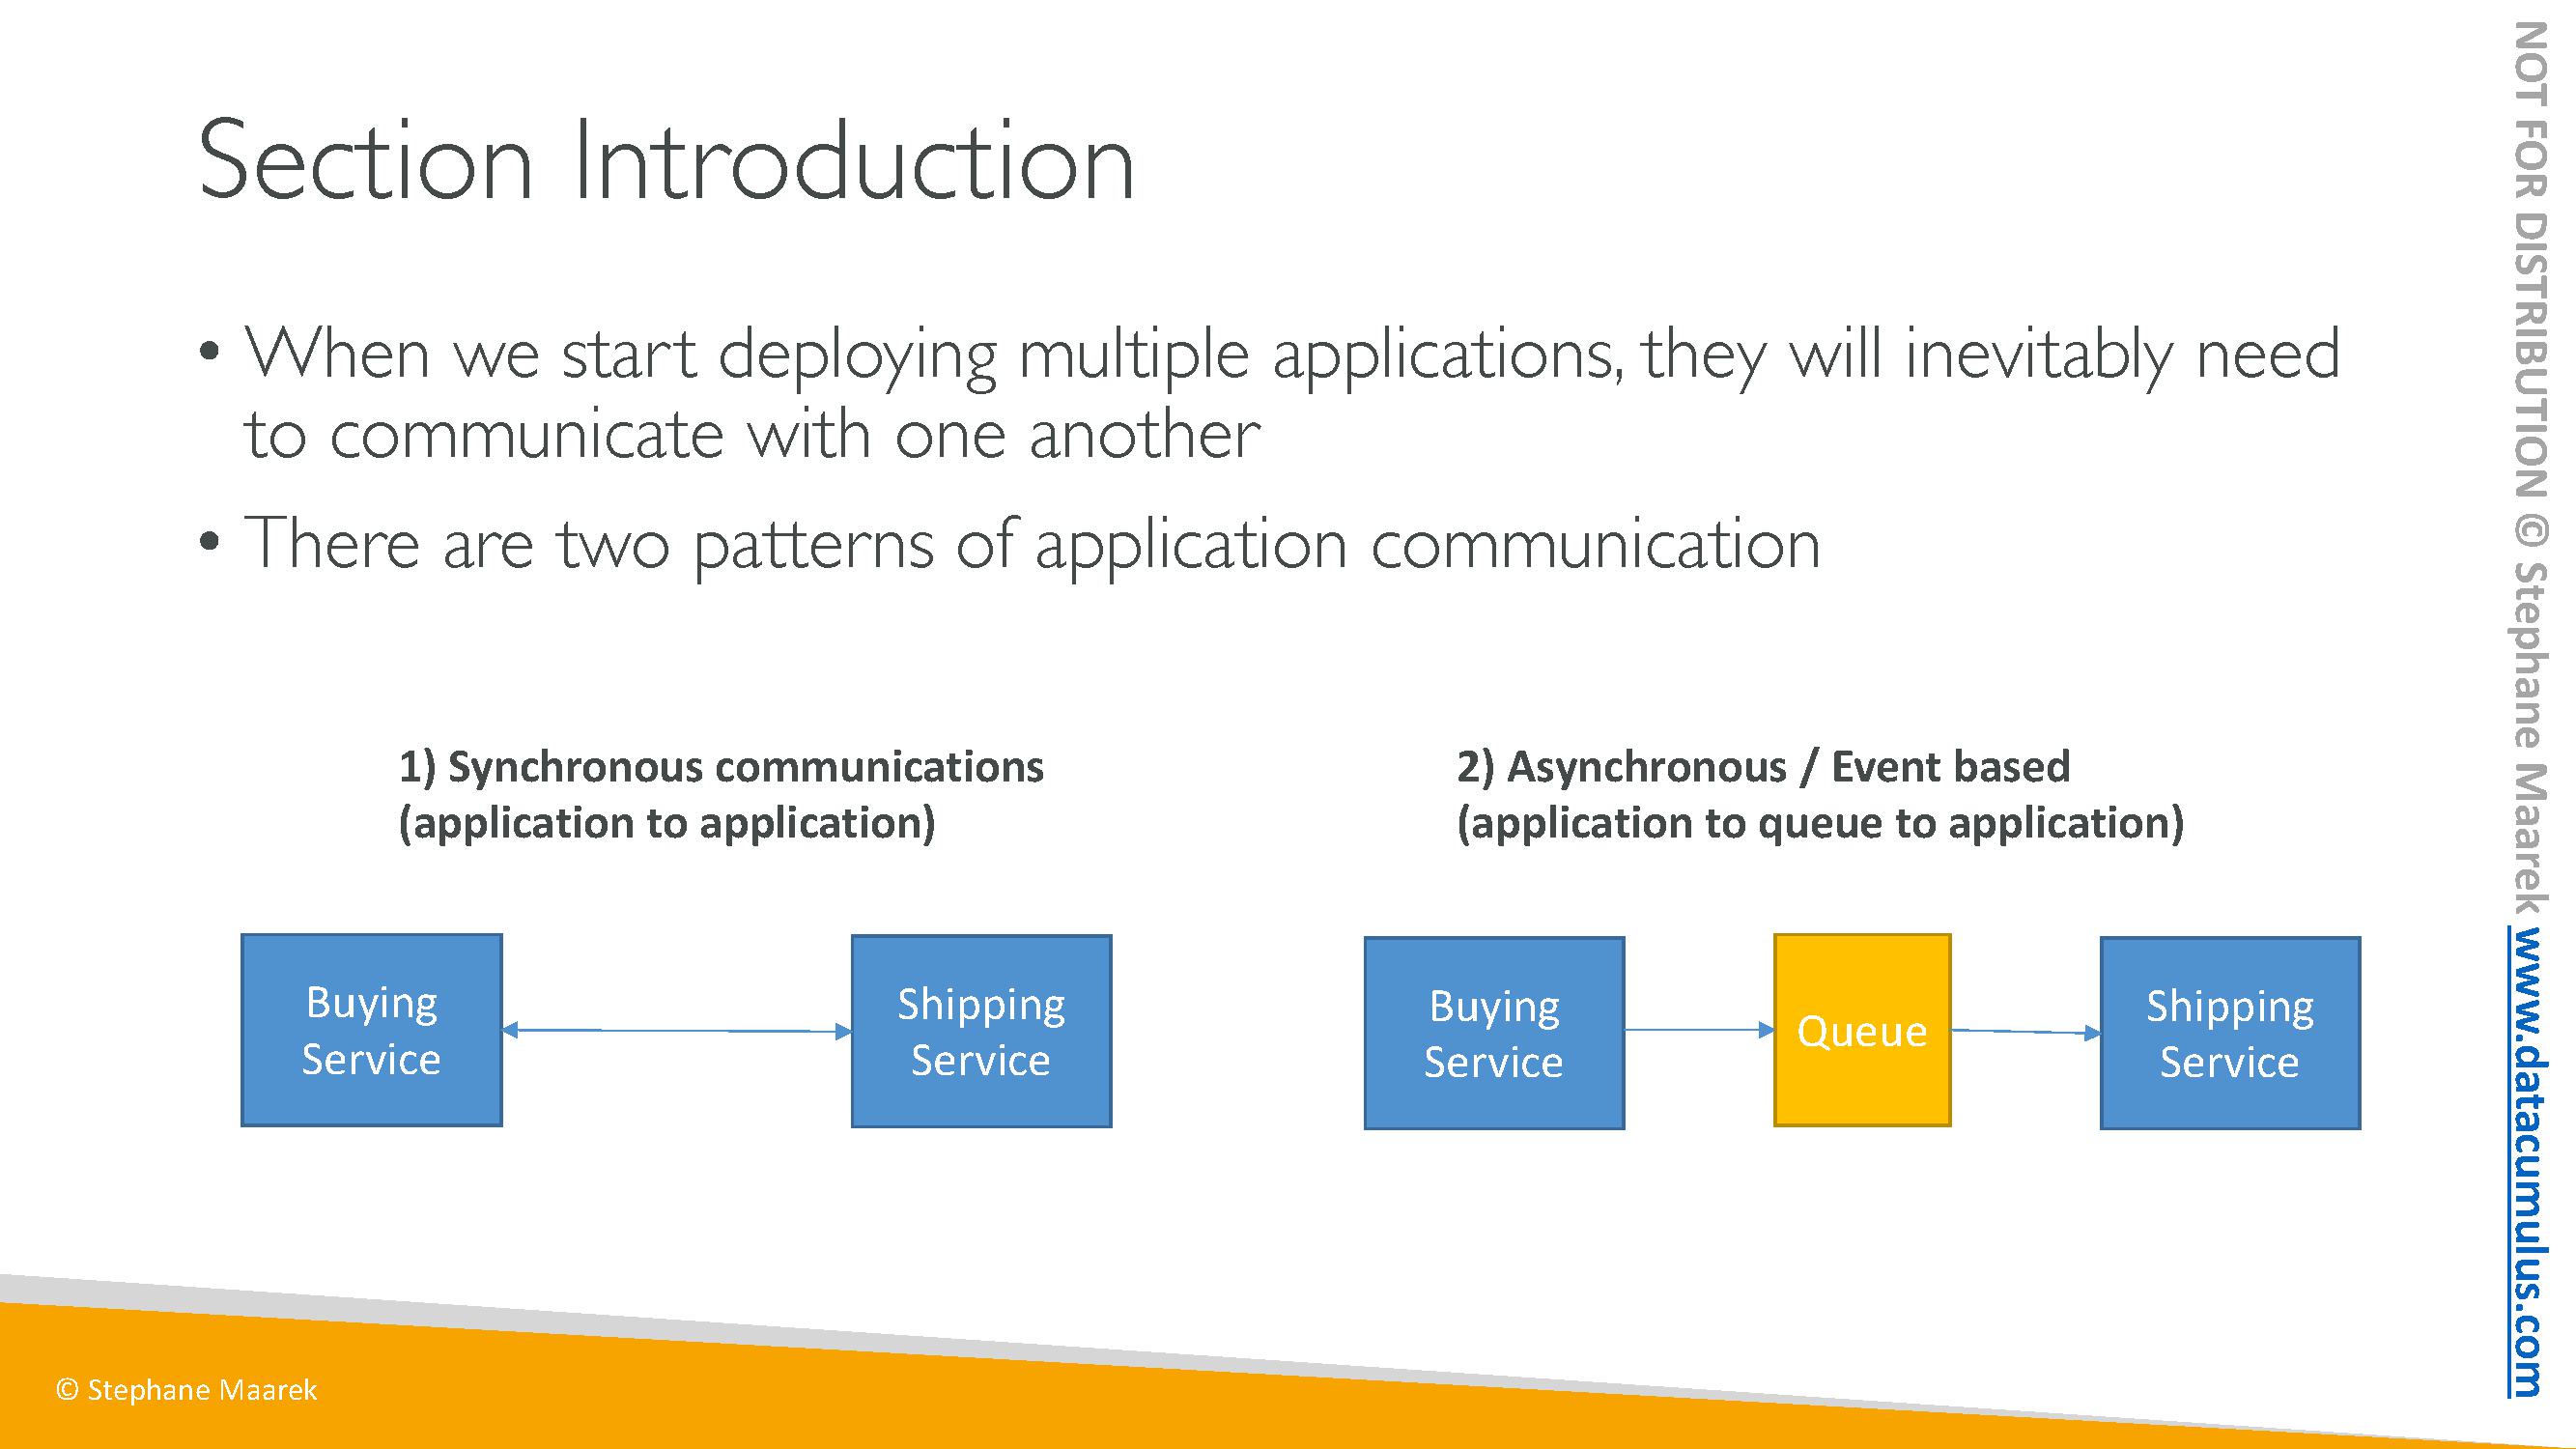 Section Introduction
• When we start deploying multiple applications, they will inevitably need
to communicate with one another
• There are two patterns of application communication
1) Synchronous communications
(application to application)
Buying
Service
Shipping
Service
2) Asynchronous / Event based
(application to queue to application)
Buying
Service
Queue
Shipping
Service
© Stephane Maarek
NOT FOR DISTRIBUTION © Stephane Maarek www.datacumulus.com